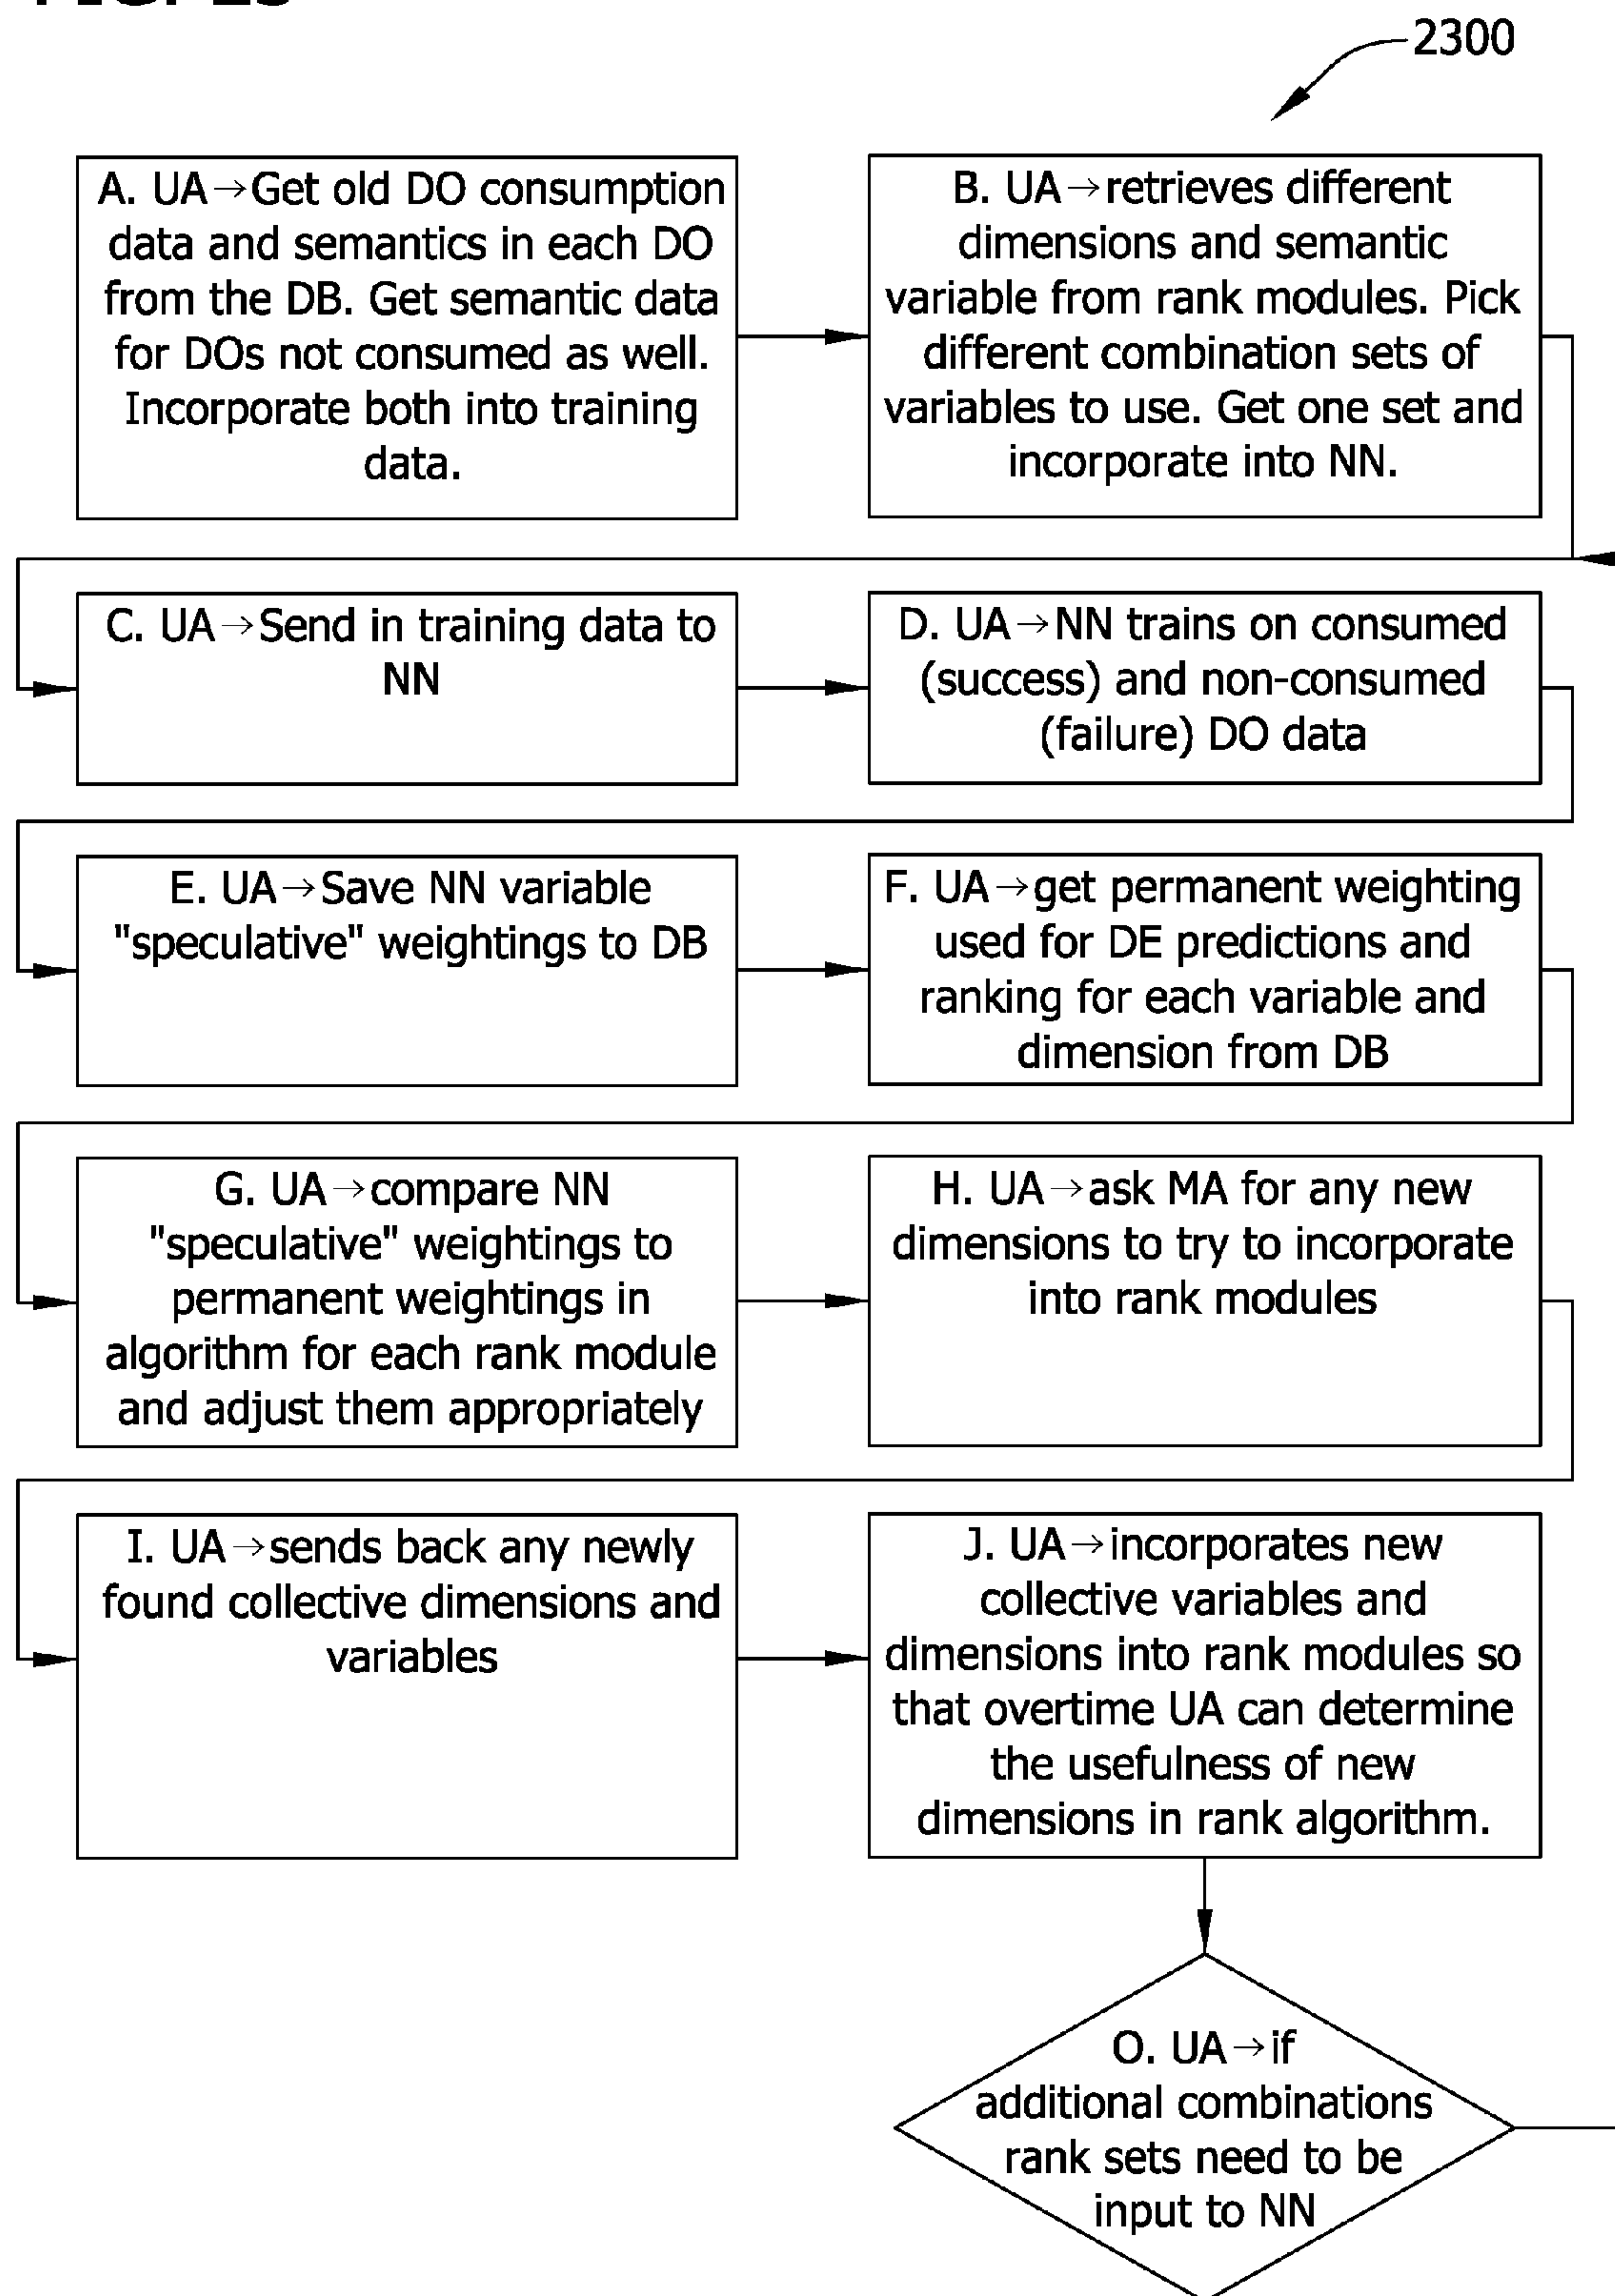 2300
A. UA→Get old DO consumption
data and semantics in each DO
from the DB. Get semantic data
for DOs not consumed as well.
Incorporate both into training
data.
B. UA→retrieves different
dimensions and semantic
variable from rank modules. Pick
different combination sets of
variables to use. Get one set and
incorporate into NN.
C. UA→Send in training data to
NN
D. UA→NN trains on consumed
(success) and non-consumed
(failure) DO data
E. UA→Save NN variable
"speculative" weightings to DB
F. UA→get permanent weighting
used for DE predictions and
ranking for each variable and
dimension from DB
G. UA→compare NN
"speculative" weightings to
permanent weightings in
algorithm for each rank module
and adjust them appropriately
H. UA→ask MA for any new
dimensions to try to incorporate
into rank modules
I. UA→sends back any newly
found collective dimensions and
variables
J. UA→incorporates new
collective variables and
dimensions into rank modules so
that overtime UA can determine
the usefulness of new
dimensions in rank algorithm.
O. UA→if
additional combinations
rank sets need to be
input to NN